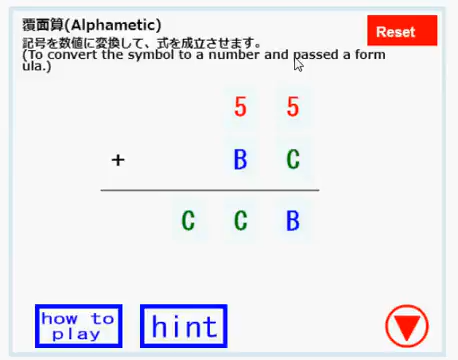 覆面算(Alphametic)
Reset
記号を数値に変換して、式を成立させます。
(To convert the symbol to a number and passed a form
ula.)
5 5
+ B C
C C B
how to
play
hint